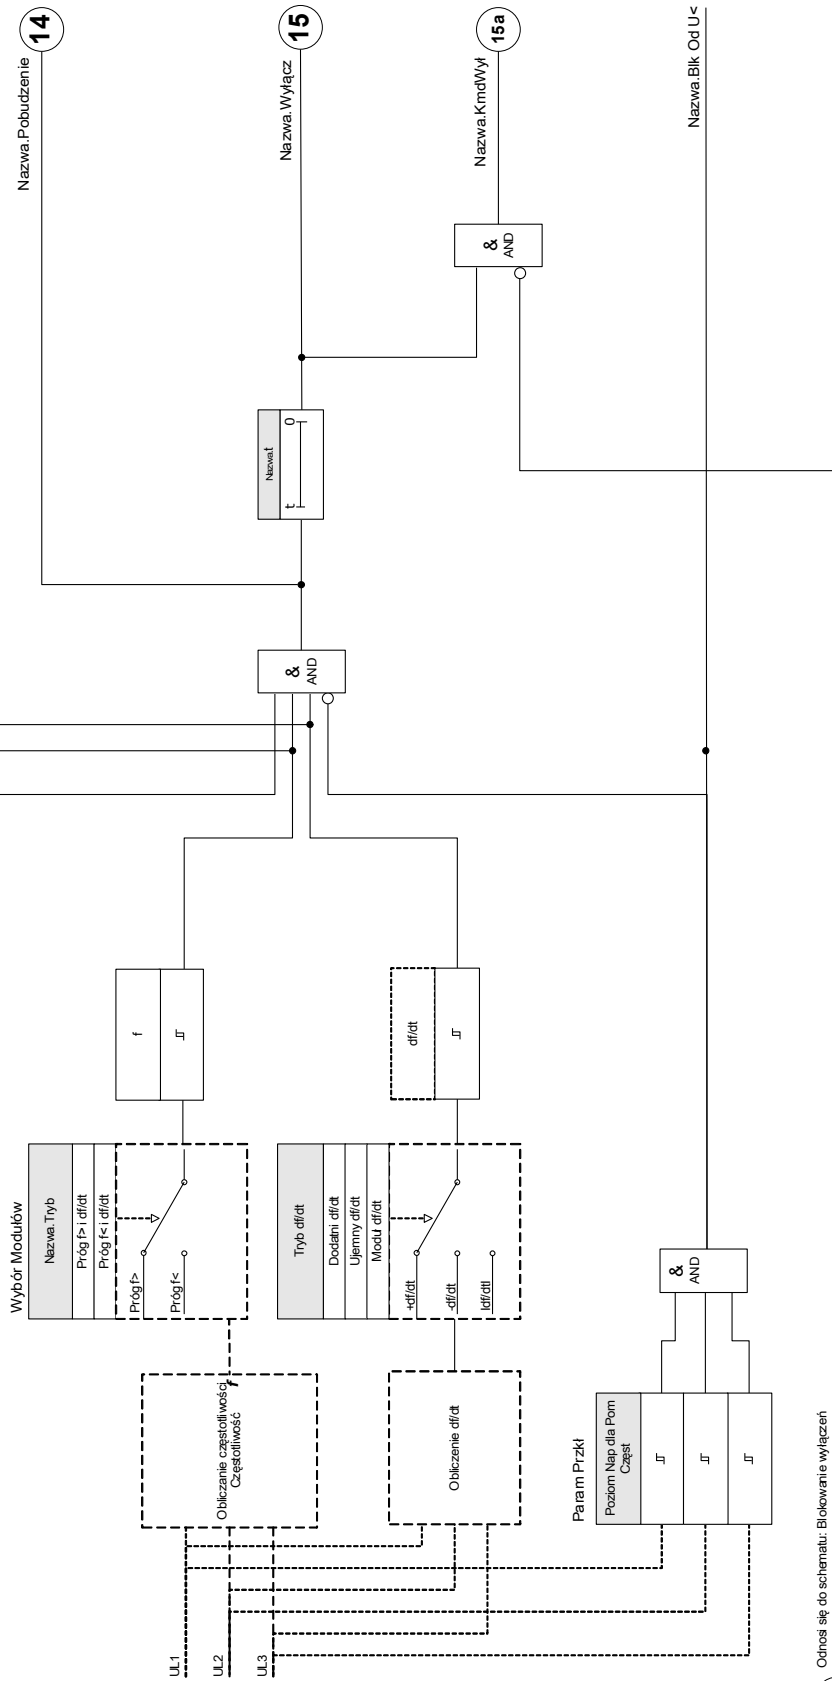 Nazwa.Pobudzenie
14
Nazwa.Wyłącz
15
Nazwa.KmdWył
15a
Nazwa.Blk Od U<
&
AND
Nazwa.t
t
0
&
AND
f
df/dt
Wybór Modułów
Nazwa.Tryb
Próg f> i df/dt
Próg f< i df/dt
Próg f>
Próg f<
Tryb df/dt
Dodatni df/dt
Ujemny df/dt
Moduł df/dt
+df/dt
-df/dt
|df/dt|
Obliczanie częstotliwości
Częstotliwość
f
Obliczenie df/dt
&
AND
Param Przkł
Poziom Nap dla Pom
Częst
UL1
UL2
UL3
Odnosi się do schematu: Blokowanie wyłączeń